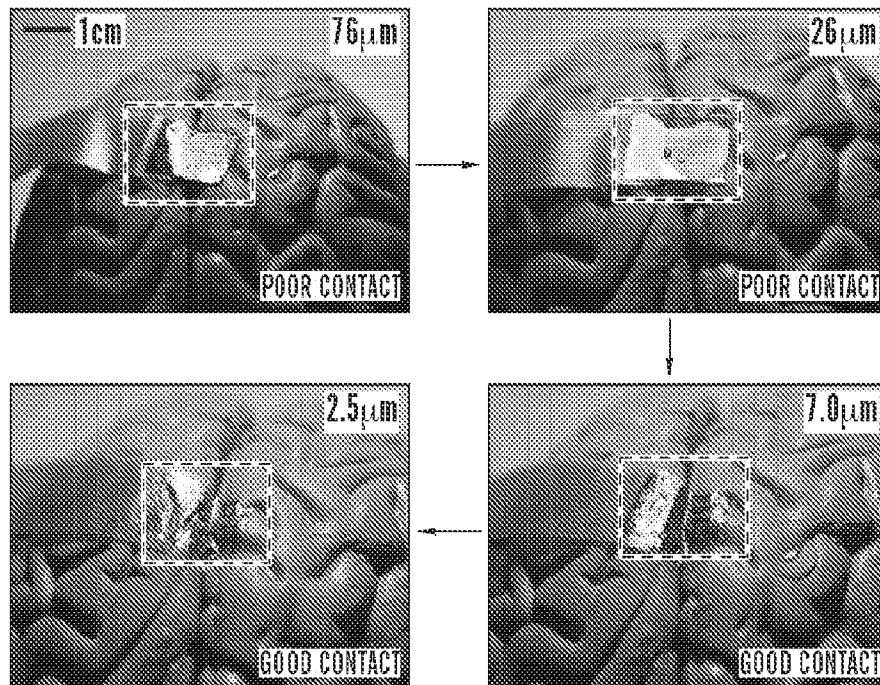 1cm
76μm
POOR CONTACT
26μm
POOR CONTACT
2.5μm
GOOD CONTACT
7.0μm
GOOD CONTACT